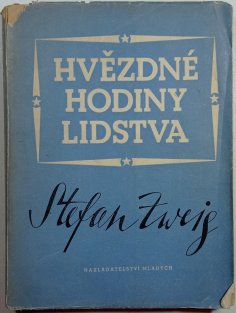 HVĚZDNÉ
HODINY
LIDSTVA
Stefan Zweig
NAKLADATELSTVÍ MLADÝCH